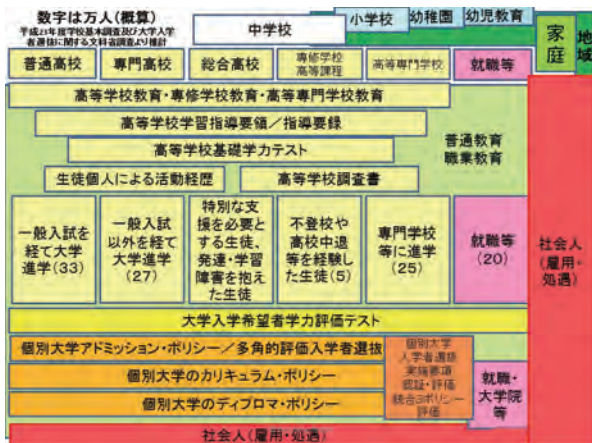 数字は万人(概算)
平成23年度学校基本調査及び大学入学
者選抜に関する文科省調査より推計
中学校
小学校
幼稚園
幼児教育
家庭
地域
普通高校
専門高校
総合高校
専修学校
高等課程
高等専門学校
就職等
高等学校教育・専修学校教育・高等専門学校教育
高等学校学習指導要領／指導要録
高等学校基礎学力テスト
普通教育
職業教育
生徒個人による活動経歴
高等学校調査書
一般入試を
経て大学
進学(33)
一般入試
以外を経て
大学進学
(27)
特別な支
援を必要と
する生徒、
発達・学習
障害を抱え
た生徒
不登校や
高校中退
等を経験し
た生徒(5)
専門学校
等に進学
(25)
就職等
(20)
社会人
(雇用・
処遇)
大学入学希望者学力評価テスト
個別大学アドミッション・ポリシー／多角的評価入学者選抜
個別大学のカリキュラム・ポリシー
個別大学のディプロマ・ポリシー
個別大学
入学者選抜
実施要項
認証・評価
統合3ポリシー
評価
就職・
大学院
等
社会人(雇用・処遇)